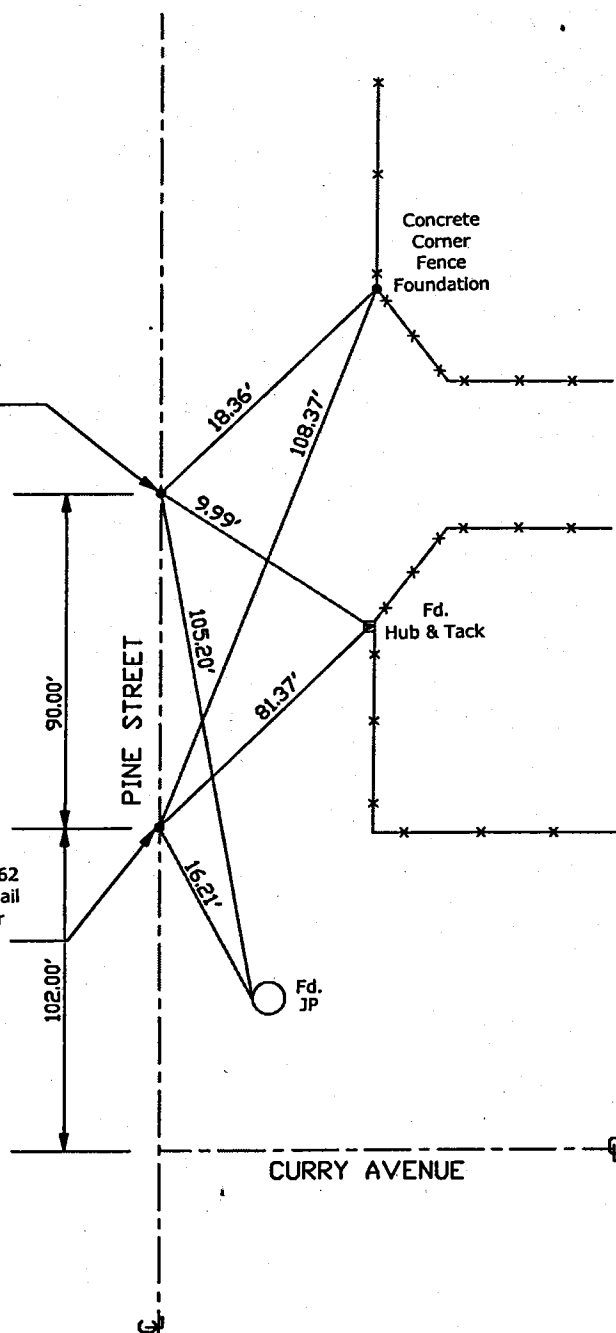 Concrete
Corner
Fence
Foundation
18.36'
108.37'
9.99'
Fd.
Hub & Tack
105.20'
81.37'
90.00'
PINE STREET
62
ail
r
16.21'
Fd.
JP
102.00'
CURRY AVENUE